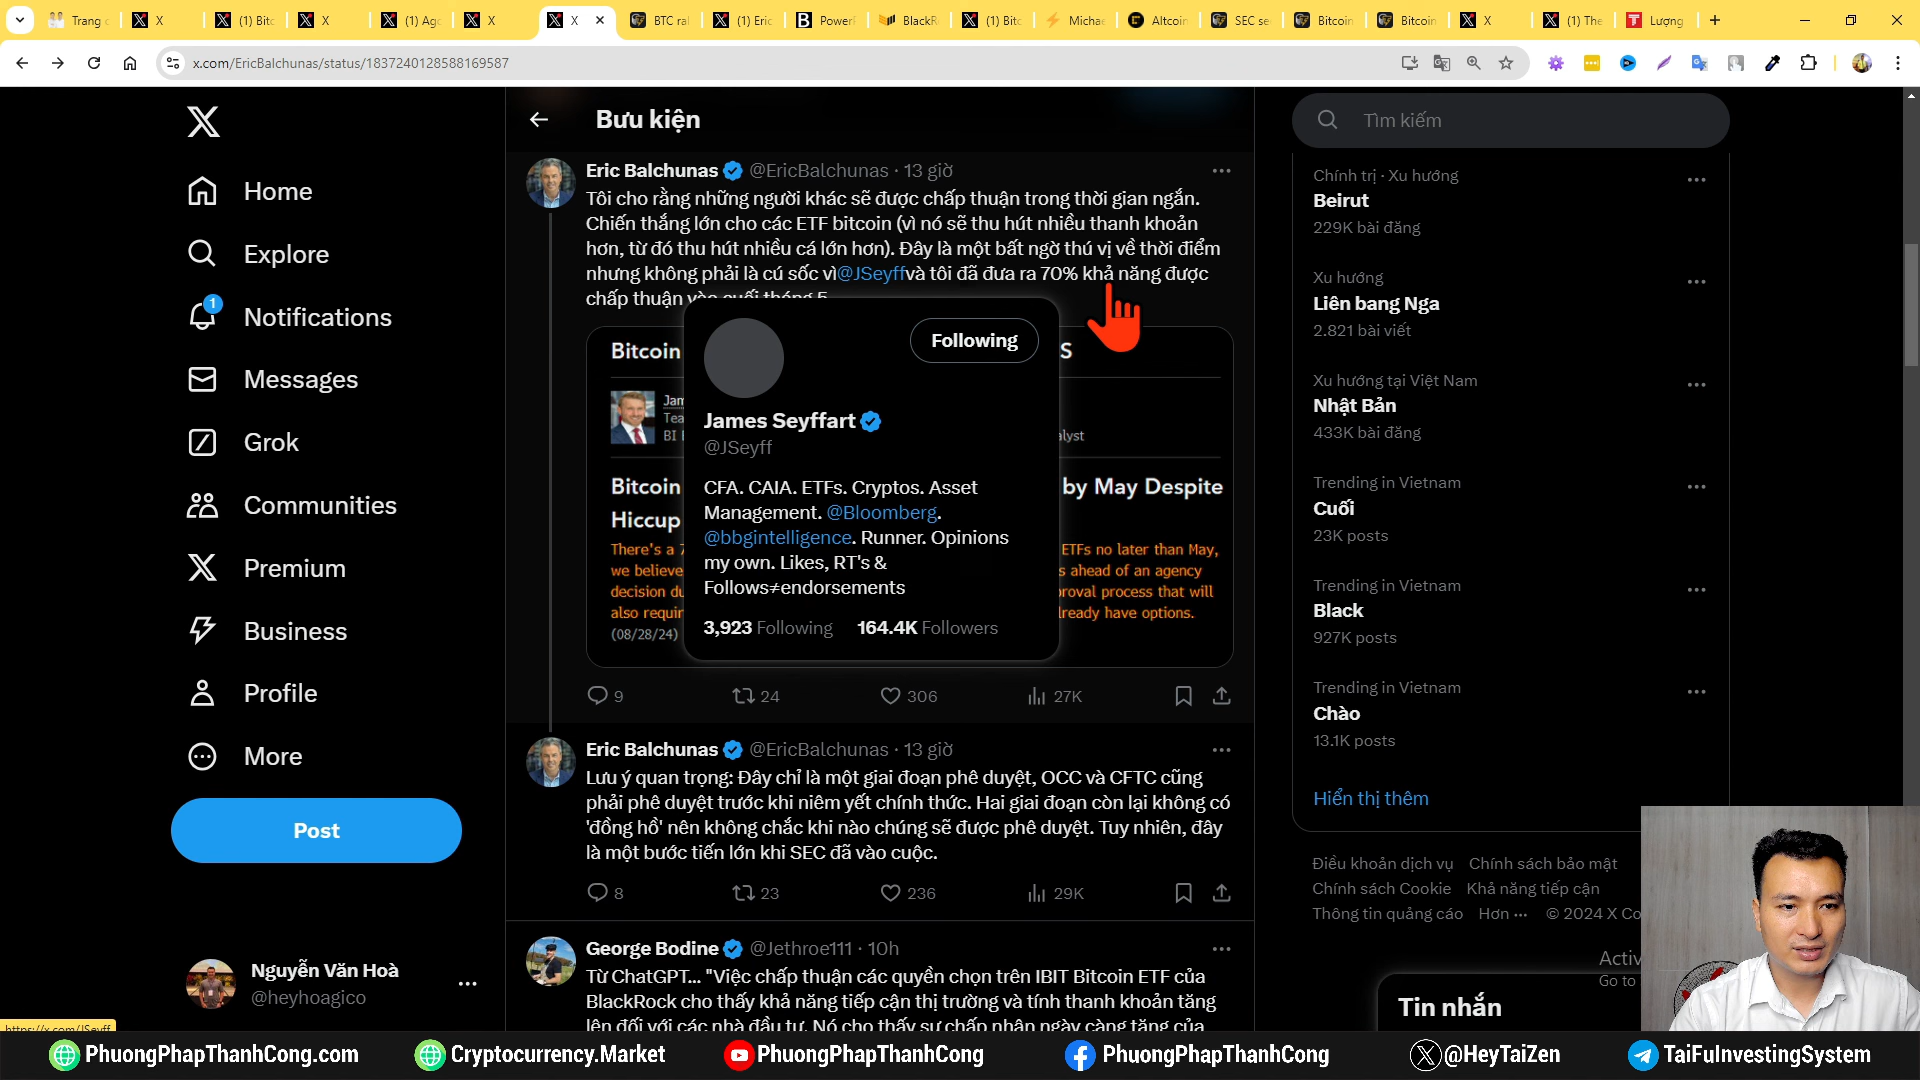 Trang c
X
(1) Bitc
X
(1) Ago
X
X
BTC ral
(1) Eric
Powerl
BlackR
(1) Bitc
Michae
Altcoin
SEC se
Bitcoin
Bitcoin
X
(1) The
Lượng
x.com/EricBalchunas/status/1837240128588169587
Home
Explore
1
Notifications
Messages
Grok
Communities
Premium
Business
Profile
More
Post
Nguyễn Văn Hoà
@heyhoagico
https://x.com/JSeyff
Bưu kiện
Eric Balchunas @EricBalchunas · 13 giờ
Tôi cho rằng những người khác sẽ được chấp thuận trong thời gian ngắn.
Chiến thắng lớn cho các ETF bitcoin (vì nó sẽ thu hút nhiều thanh khoản
hơn, từ đó thu hút nhiều cá lớn hơn). Đây là một bất ngờ thú vị về thời điểm
nhưng không phải là cú sốc vì@JSeyffvà tôi đã đưa ra 70% khả năng được
chấp thuận vào cuối tháng 5
Bitcoin S
Jam
Tea
BI alyst
Bitcoin by May Despite
Hiccup
There's a 7 ETFs no later than May,
we believe s ahead of an agency
decision du roval process that will
also requir lready have options.
(08/28/24)
Following
James Seyffart
@JSeyff
CFA. CAIA. ETFs. Cryptos. Asset
Management. @Bloomberg.
@bbgintelligence. Runner. Opinions
my own. Likes, RT's &
Follows≠endorsements
3,923 Following 164.4K Followers
9 24 306 27K
Eric Balchunas @EricBalchunas · 13 giờ
Lưu ý quan trọng: Đây chỉ là một giai đoạn phê duyệt, OCC và CFTC cũng
phải phê duyệt trước khi niêm yết chính thức. Hai giai đoạn còn lại không có
'đồng hồ' nên không chắc khi nào chúng sẽ được phê duyệt. Tuy nhiên, đây
là một bước tiến lớn khi SEC đã vào cuộc.
8 23 236 29K
George Bodine @Jethroe111 · 10h
Từ ChatGPT... "Việc chấp thuận các quyền chọn trên IBIT Bitcoin ETF của
BlackRock cho thấy khả năng tiếp cận thị trường và tính thanh khoản tăng
lên đối với các nhà đầu tư. Nó cho thấy sự chấp nhận ngày càng tăng của
Tìm kiếm
Chính trị · Xu hướng
Beirut
229K bài đăng
Xu hướng
Liên bang Nga
2.821 bài viết
Xu hướng tại Việt Nam
Nhật Bản
433K bài đăng
Trending in Vietnam
Cuối
23K posts
Trending in Vietnam
Black
927K posts
Trending in Vietnam
Chào
13.1K posts
Hiển thị thêm
Điều khoản dịch vụ Chính sách bảo mật
Chính sách Cookie Khả năng tiếp cận
Thông tin quảng cáo Hơn ··· © 2024 X Co
Activ
Go to
Tin nhắn
PhuongPhapThanhCong.com
Cryptocurrency.Market
PhuongPhapThanhCong
PhuongPhapThanhCong
@HeyTaiZen
TaiFuInvestingSystem